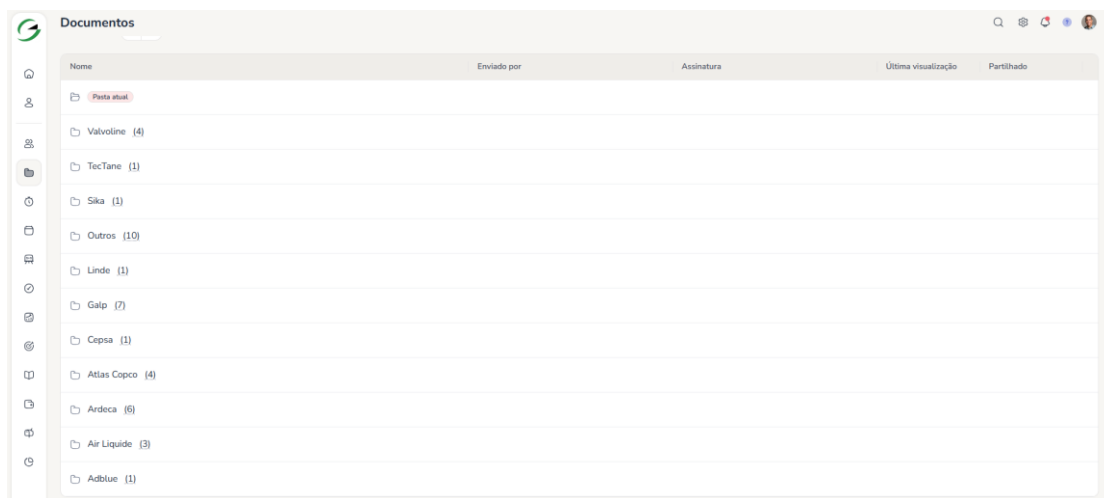 Documentos
Nome Enviado por Assinatura Última visualização Partilhado
Pasta atual
Valvoline (4)
TecTane (1)
Sika (1)
Outros (10)
Linde (1)
Galp (7)
Cepsa (1)
Atlas Copco (4)
Ardeca (6)
Air Liquide (3)
Adblue (1)